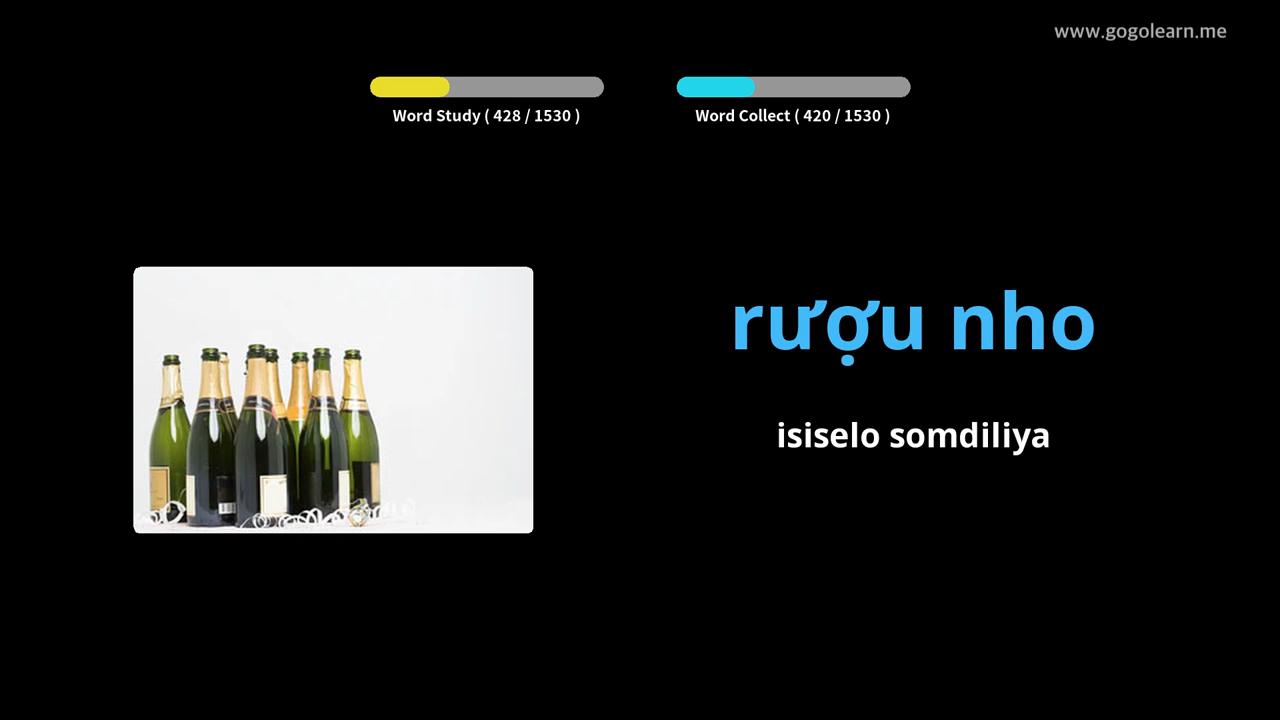 www.gogolearn.me
Word Study ( 428 / 1530 )
Word Collect ( 420 / 1530 )
rượu nho
isiselo somdiliya